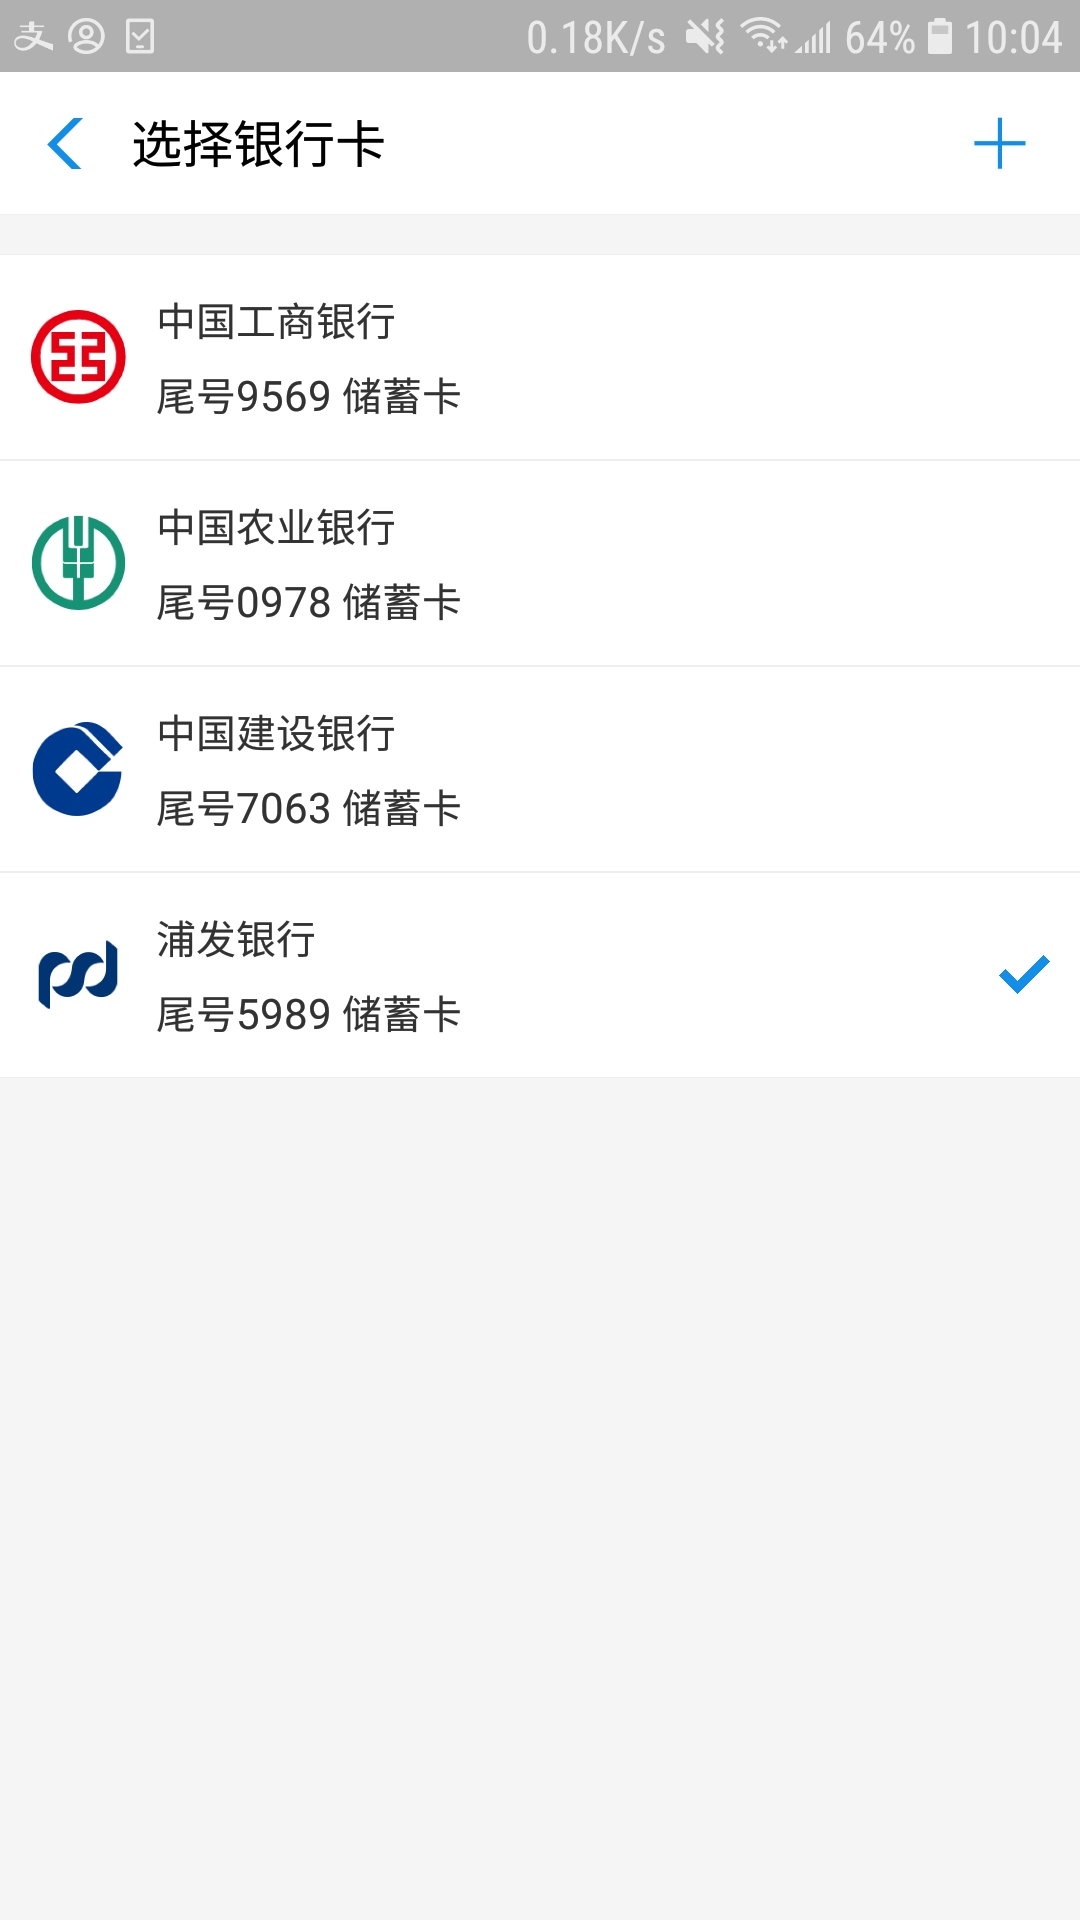 支 0.18K/s 64% 10:04
选择银行卡
中国工商银行
尾号9569 储蓄卡
中国农业银行
尾号0978 储蓄卡
中国建设银行
尾号7063 储蓄卡
浦发银行
尾号5989 储蓄卡